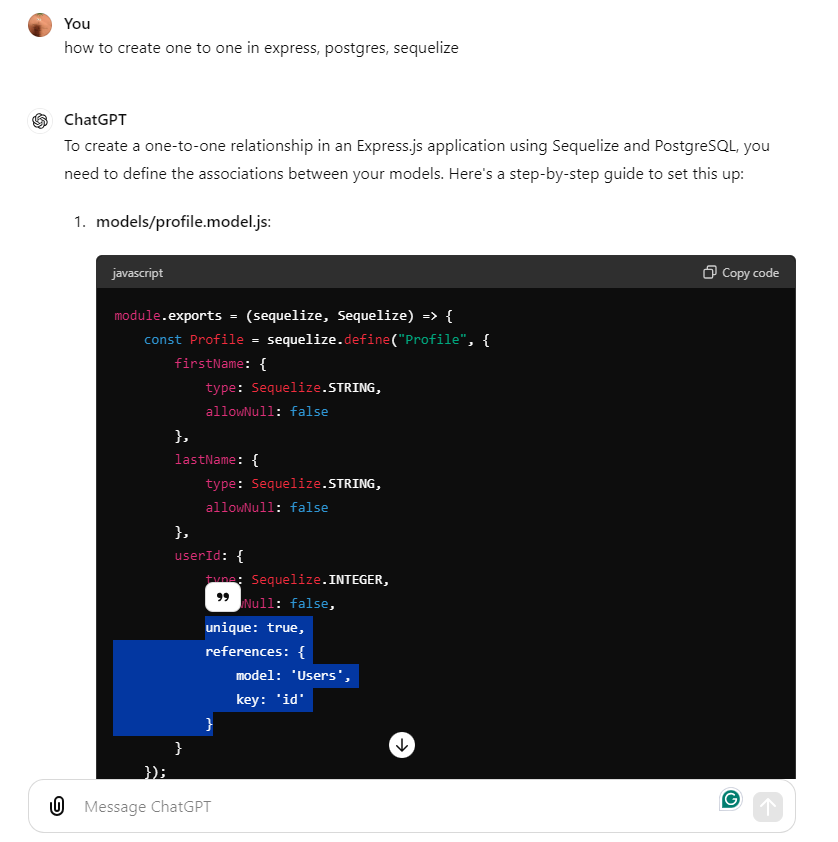 You
how to create one to one in express, postgres, sequelize
ChatGPT
To create a one-to-one relationship in an Express.js application using Sequelize and PostgreSQL, you
need to define the associations between your models. Here's a step-by-step guide to set this up:
1. models/profile.model.js:
javascript
Copy code
module.exports = (sequelize, Sequelize) => {
const Profile = sequelize.define("Profile", {
firstName: {
type: Sequelize.STRING,
allowNull: false
},
lastName: {
type: Sequelize.STRING,
allowNull: false
},
userId: {
type: Sequelize.INTEGER,
wNull: false,
unique: true,
references: {
model: 'Users',
key: 'id'
}
}
});
Message ChatGPT